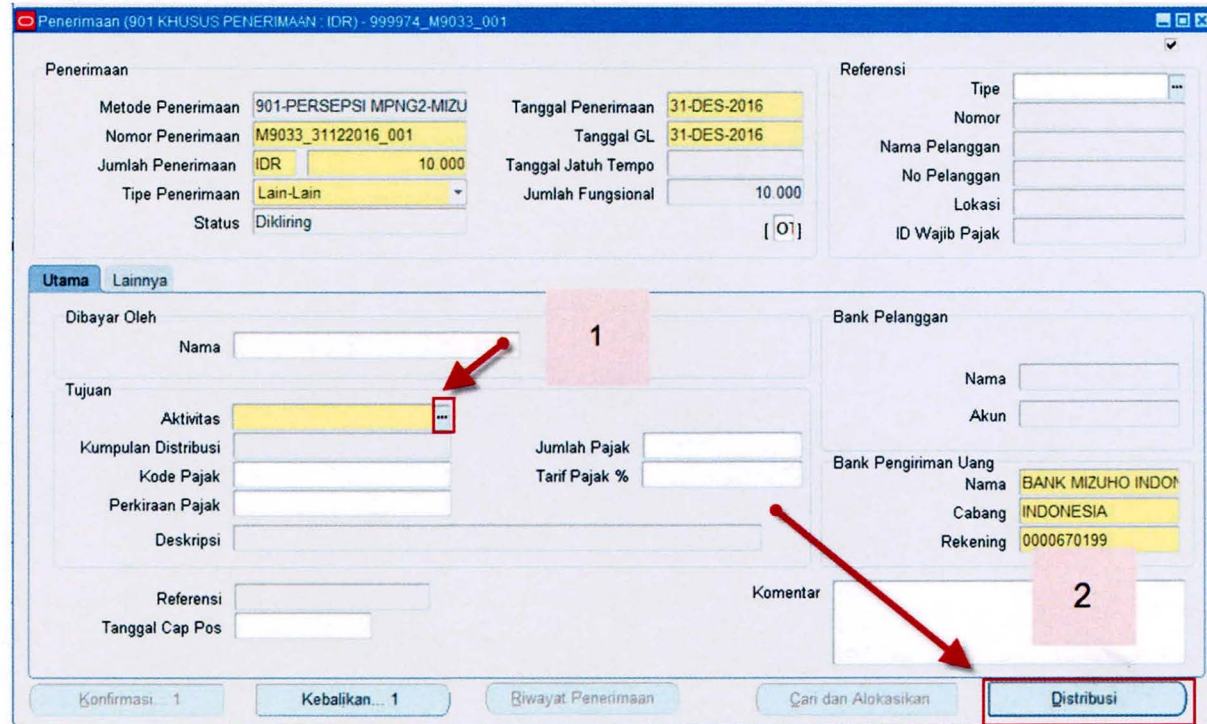 Penerimaan (901 KHUSUS PENERIMAAN : IDR) - 999974_M9033_001
Penerimaan
Metode Penerimaan 901-PERSEPSI MPNG2-MIZU
Nomor Penerimaan M9033_31122016_001
Jumlah Penerimaan IDR 10.000
Tipe Penerimaan Lain-Lain
Status Dikliring
Tanggal Penerimaan 31-DES-2016
Tanggal GL 31-DES-2016
Tanggal Jatuh Tempo
Jumlah Fungsional 10.000
Referensi
Tipe ...
Nomor
Nama Pelanggan
No Pelanggan
Lokasi
ID Wajib Pajak
Utama Lainnya
Dibayar Oleh
Nama
1
Tujuan
Aktivitas ...
Kumpulan Distribusi
Kode Pajak
Perkiraan Pajak
Deskripsi
Jumlah Pajak
Tarif Pajak %
Bank Pelanggan
Nama
Akun
Bank Pengiriman Uang
Nama BANK MIZUHO INDON
Cabang INDONESIA
Rekening 0000670199
Referensi
Tanggal Cap Pos
Komentar
2
Konfirmasi... 1 Kebalikan... 1 Riwayat Penerimaan Cari dan Alokasikan Distribusi